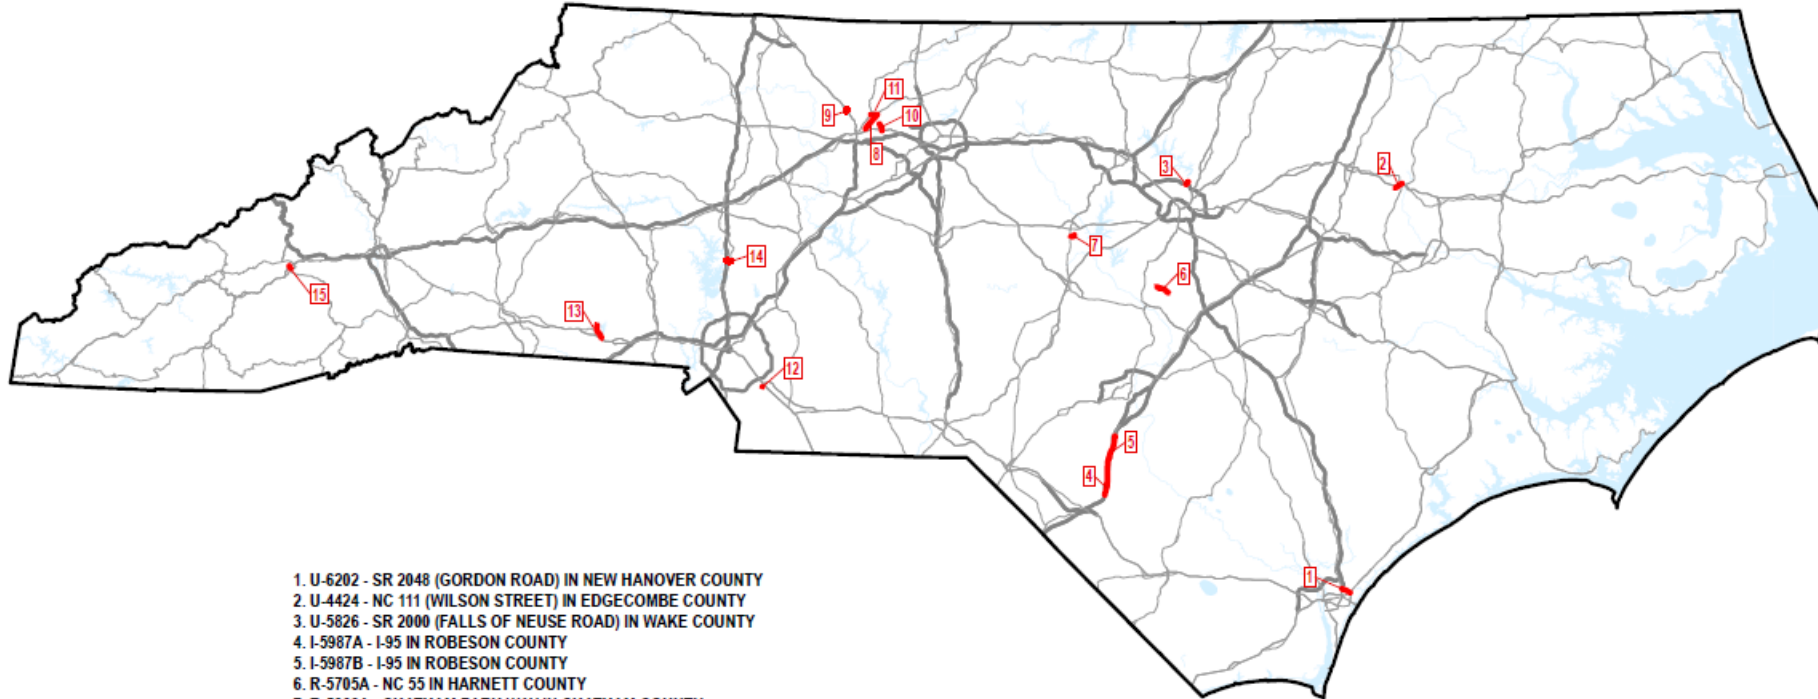 11
9
10
8
3
2
7
14
6
15
13
12
5
4
1
1. U-6202 - SR 2048 (GORDON ROAD) IN NEW HANOVER COUNTY
2. U-4424 - NC 111 (WILSON STREET) IN EDGECOMBE COUNTY
3. U-5826 - SR 2000 (FALLS OF NEUSE ROAD) IN WAKE COUNTY
4. I-5987A - I-95 IN ROBESON COUNTY
5. I-5987B - I-95 IN ROBESON COUNTY
6. R-5705A - NC 55 IN HARNETT COUNTY